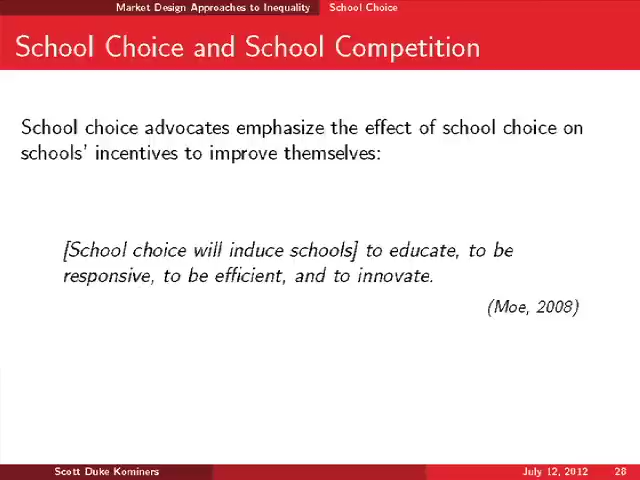 Market Design Approaches to Inequality School Choice
School Choice and School Competition
School choice advocates emphasize the effect of school choice on
schools' incentives to improve themselves:
[School choice will induce schools] to educate, to be
responsive, to be efficient, and to innovate.
(Moe, 2008)
Scott Duke Kominers July 12, 2012 28